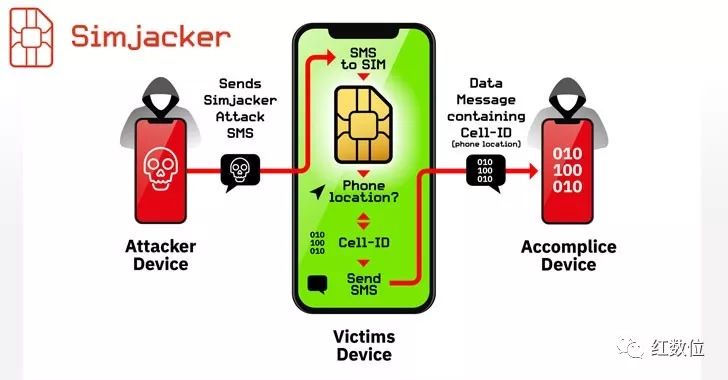 Simjacker
Sends
Simjacker
Attack
SMS
Attacker
Device
SMS
to SIM
Phone
location?
010
100
010
Cell-ID
Send
SMS
Victims
Device
Data
Message
containing
Cell-ID
(phone location)
010
100
010
010
100
010
Accomplice
Device
红数位